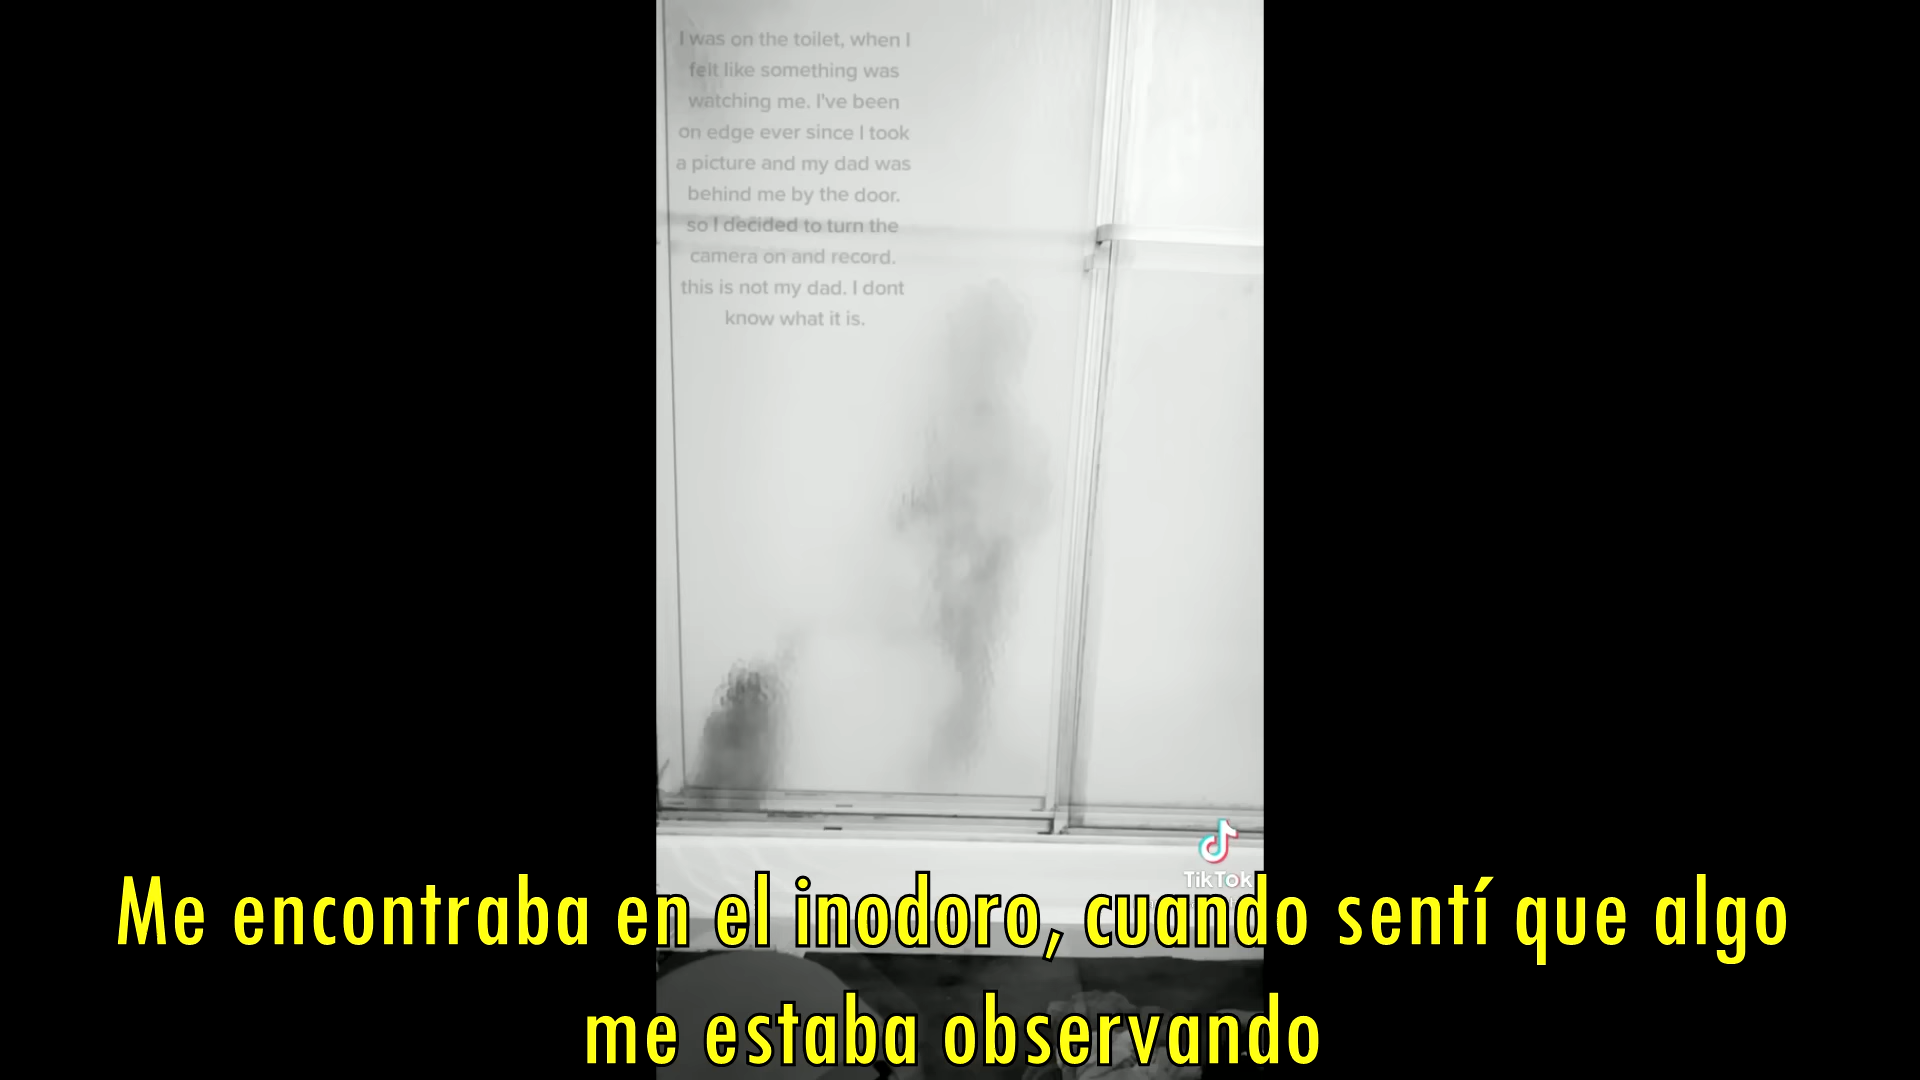 I was on the toilet, when I
felt like something was
watching me. I've been
on edge ever since I took
a picture and my dad was
behind me by the door.
so I decided to turn the
camera on and record.
this is not my dad. I dont
know what it is.
TikTok
Me encontraba en el inodoro, cuando sentí que algo
me estaba observando